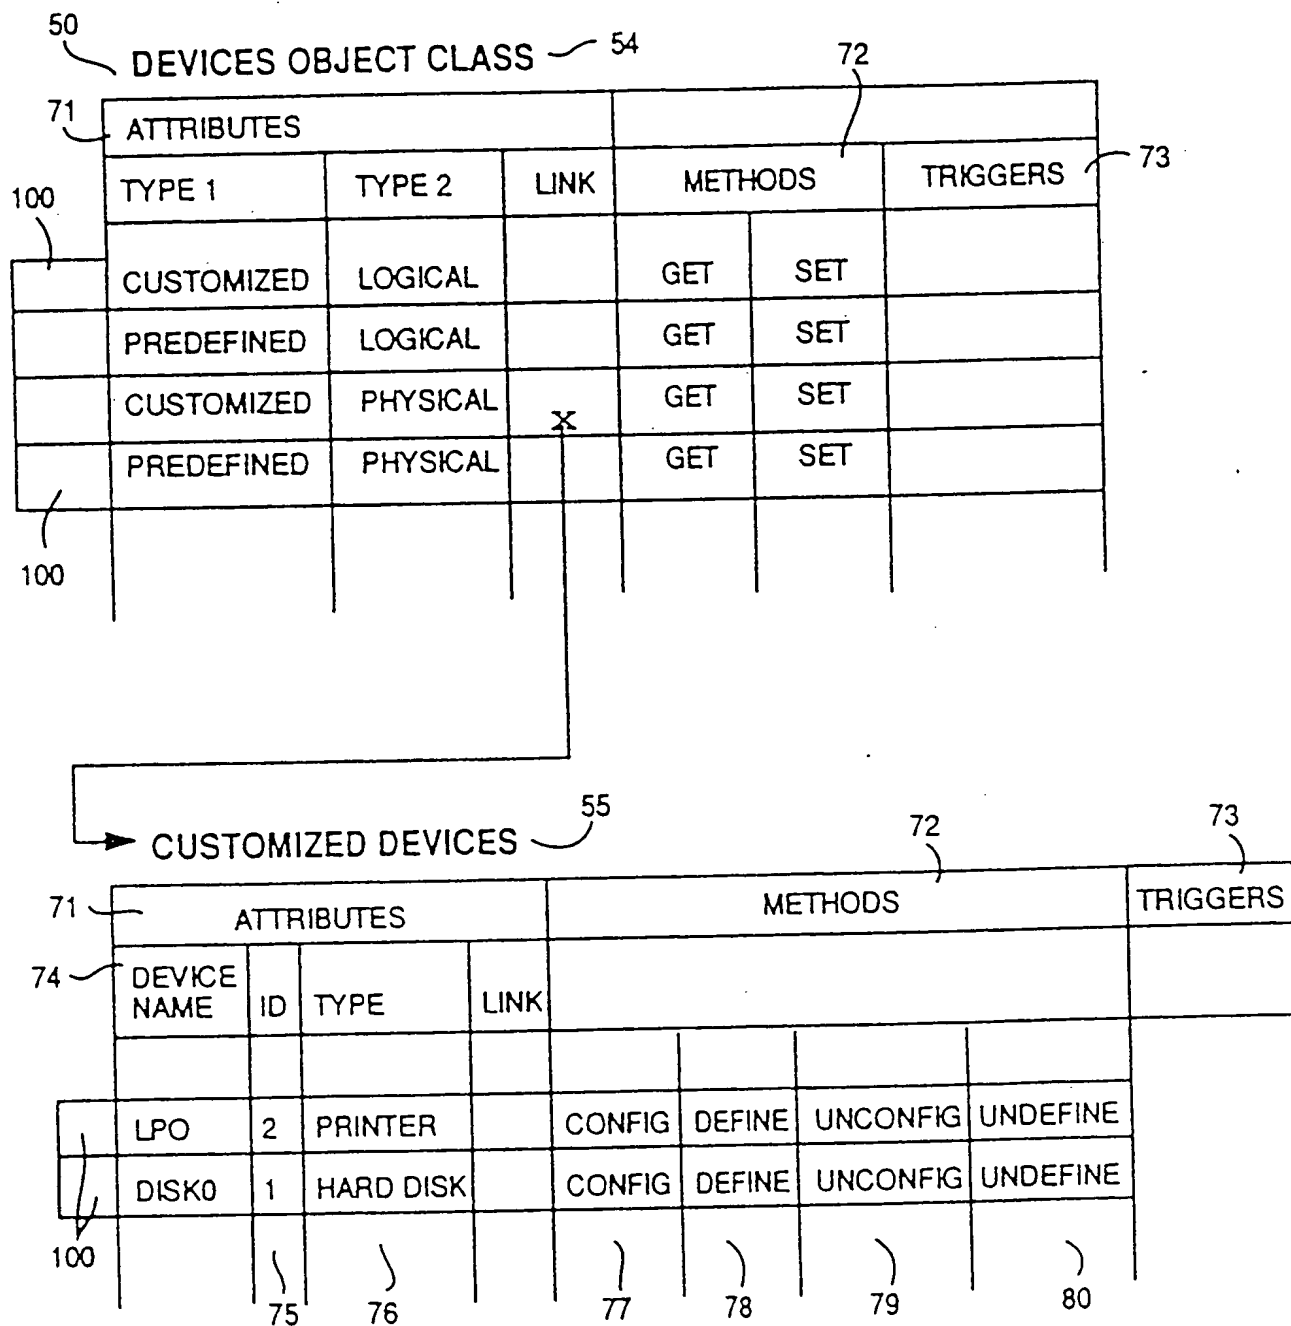 50
DEVICES OBJECT CLASS 54
72
71 ATTRIBUTES
TYPE 1 TYPE 2 LINK METHODS TRIGGERS 73
100
CUSTOMIZED LOGICAL GET SET
PREDEFINED LOGICAL GET SET
CUSTOMIZED PHYSICAL X GET SET
PREDEFINED PHYSICAL GET SET
100
CUSTOMIZED DEVICES 55
72 73
71 ATTRIBUTES METHODS TRIGGERS
74 DEVICE NAME ID TYPE LINK
LPO 2 PRINTER CONFIG DEFINE UNCONFIG UNDEFINE
DISK0 1 HARD DISK CONFIG DEFINE UNCONFIG UNDEFINE
100
75 76 77 78 79 80